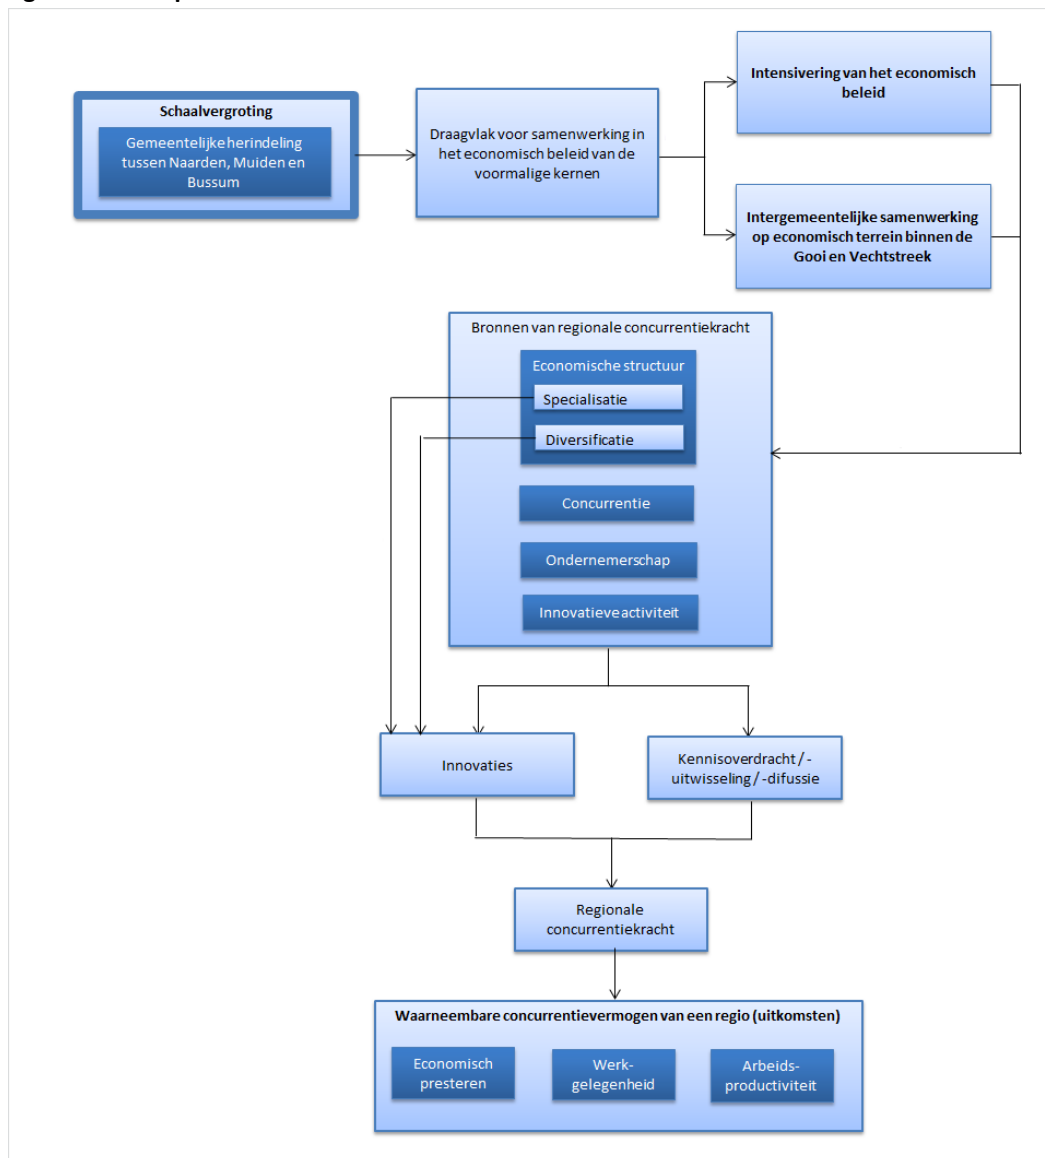 Schaalvergroting
Gemeentelijke herindeling
tussen Naarden, Muiden en
Bussum
Draagvlak voor samenwerking in
het economisch beleid van de
voormalige kernen
Intensivering van het economisch
beleid
Intergemeentelijke samenwerking
op economisch terrein binnen de
Gooi en Vechtstreek
Bronnen van regionale concurrentiekracht
Economische structuur
Specialisatie
Diversificatie
Concurrentie
Ondernemerschap
Innovatieve activiteit
Innovaties
Kennisoverdracht / -
uitwisseling / -difussie
Regionale
concurrentiekracht
Waarneembare concurrentievermogen van een regio (uitkomsten)
Economisch
presteren
Werk-
gelegenheid
Arbeids-
productiviteit